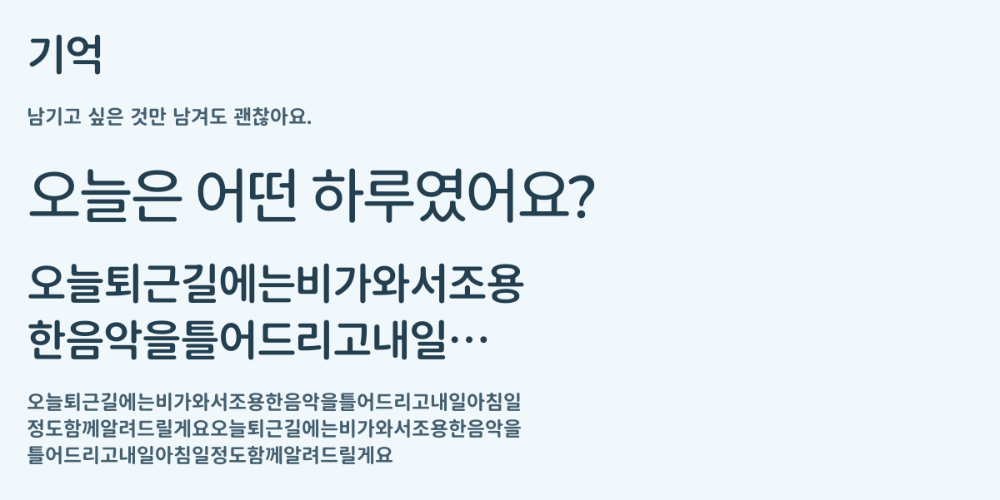 기억
남기고 싶은 것만 남겨도 괜찮아요.
오늘은 어떤 하루였어요?
오늘퇴근길에는비가와서조용
한음악을틀어드리고내일…
오늘퇴근길에는비가와서조용한음악을틀어드리고내일아침일
정도함께알려드릴게요오늘퇴근길에는비가와서조용한음악을
틀어드리고내일아침일정도함께알려드릴게요